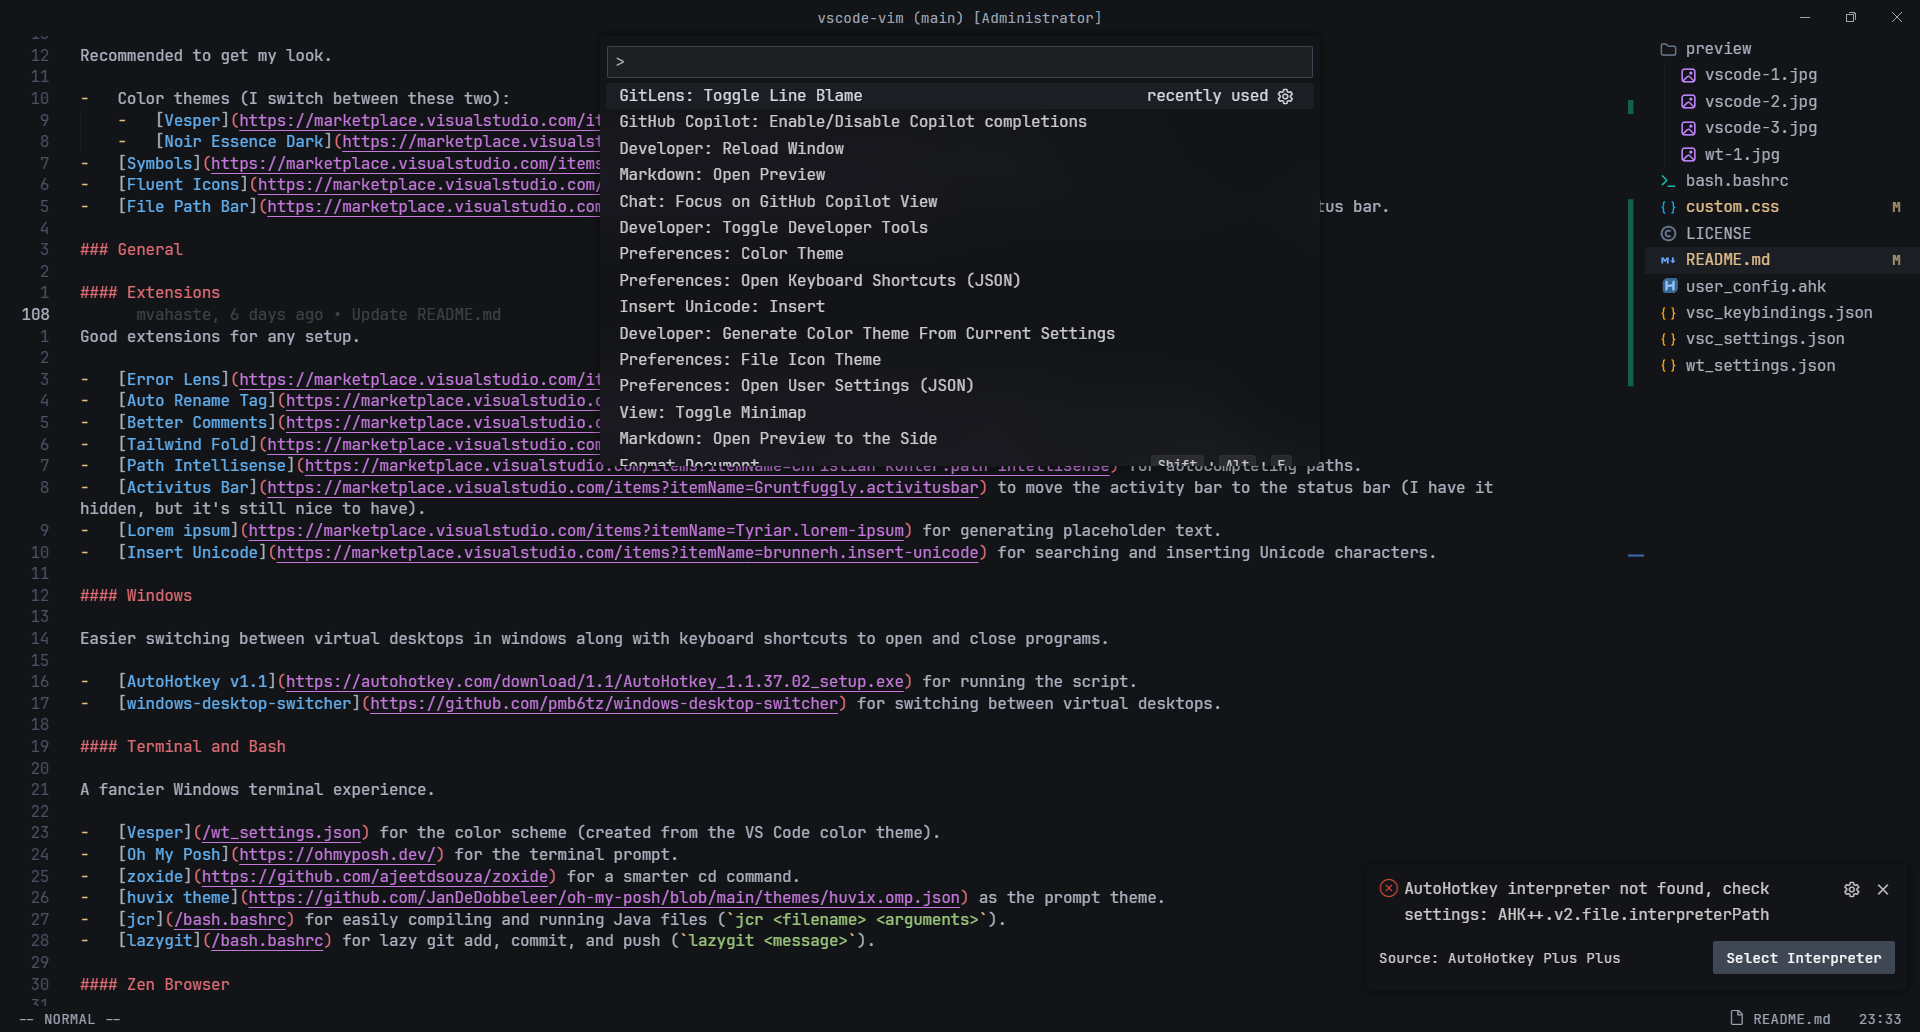 vscode-vim (main) [Administrator]
12 Recommended to get my look.
11
10 - Color themes (I switch between these two):
9 - [Vesper](https://marketplace.visualstudio.com/it
8 - [Noir Essence Dark](https://marketplace.visualst
7 - [Symbols](https://marketplace.visualstudio.com/items
6 - [Fluent Icons](https://marketplace.visualstudio.com/
5 - [File Path Bar](https://marketplace.visualstudio.com tus bar.
4
3 ### General
2
1 #### Extensions
108 mvahaste, 6 days ago • Update README.md
1 Good extensions for any setup.
2
3 - [Error Lens](https://marketplace.visualstudio.com/it
4 - [Auto Rename Tag](https://marketplace.visualstudio.c
5 - [Better Comments](https://marketplace.visualstudio.c
6 - [Tailwind Fold](https://marketplace.visualstudio.com
7 - [Path Intellisense](https://marketplace.visualstudio.com/items?itemName=christian-kohler.path-intellisense) for autocompleting paths.
8 - [Activitus Bar](https://marketplace.visualstudio.com/items?itemName=Gruntfuggly.activitusbar) to move the activity bar to the status bar (I have it
hidden, but it's still nice to have).
9 - [Lorem ipsum](https://marketplace.visualstudio.com/items?itemName=Tyriar.lorem-ipsum) for generating placeholder text.
10 - [Insert Unicode](https://marketplace.visualstudio.com/items?itemName=brunnerh.insert-unicode) for searching and inserting Unicode characters.
11
12 #### Windows
13
14 Easier switching between virtual desktops in windows along with keyboard shortcuts to open and close programs.
15
16 - [AutoHotkey v1.1](https://autohotkey.com/download/1.1/AutoHotkey_1.1.37.02_setup.exe) for running the script.
17 - [windows-desktop-switcher](https://github.com/pmb6tz/windows-desktop-switcher) for switching between virtual desktops.
18
19 #### Terminal and Bash
20
21 A fancier Windows terminal experience.
22
23 - [Vesper](/wt_settings.json) for the color scheme (created from the VS Code color theme).
24 - [Oh My Posh](https://ohmyposh.dev/) for the terminal prompt.
25 - [zoxide](https://github.com/ajeetdsouza/zoxide) for a smarter cd command.
26 - [huvix theme](https://github.com/JanDeDobbeleer/oh-my-posh/blob/main/themes/huvix.omp.json) as the prompt theme.
27 - [jcr](/bash.bashrc) for easily compiling and running Java files (`jcr <filename> <arguments>`).
28 - [lazygit](/bash.bashrc) for lazy git add, commit, and push (`lazygit <message>`).
29
30 #### Zen Browser
31
>
GitLens: Toggle Line Blame recently used
GitHub Copilot: Enable/Disable Copilot completions
Developer: Reload Window
Markdown: Open Preview
Chat: Focus on GitHub Copilot View
Developer: Toggle Developer Tools
Preferences: Color Theme
Preferences: Open Keyboard Shortcuts (JSON)
Insert Unicode: Insert
Developer: Generate Color Theme From Current Settings
Preferences: File Icon Theme
Preferences: Open User Settings (JSON)
View: Toggle Minimap
Markdown: Open Preview to the Side
Format Document Shift Alt F
preview
vscode-1.jpg
vscode-2.jpg
vscode-3.jpg
wt-1.jpg
bash.bashrc
custom.css M
LICENSE
README.md M
user_config.ahk
vsc_keybindings.json
vsc_settings.json
wt_settings.json
AutoHotkey interpreter not found, check
settings: AHK++.v2.file.interpreterPath
Source: AutoHotkey Plus Plus
Select Interpreter
-- NORMAL --
README.md 23:33